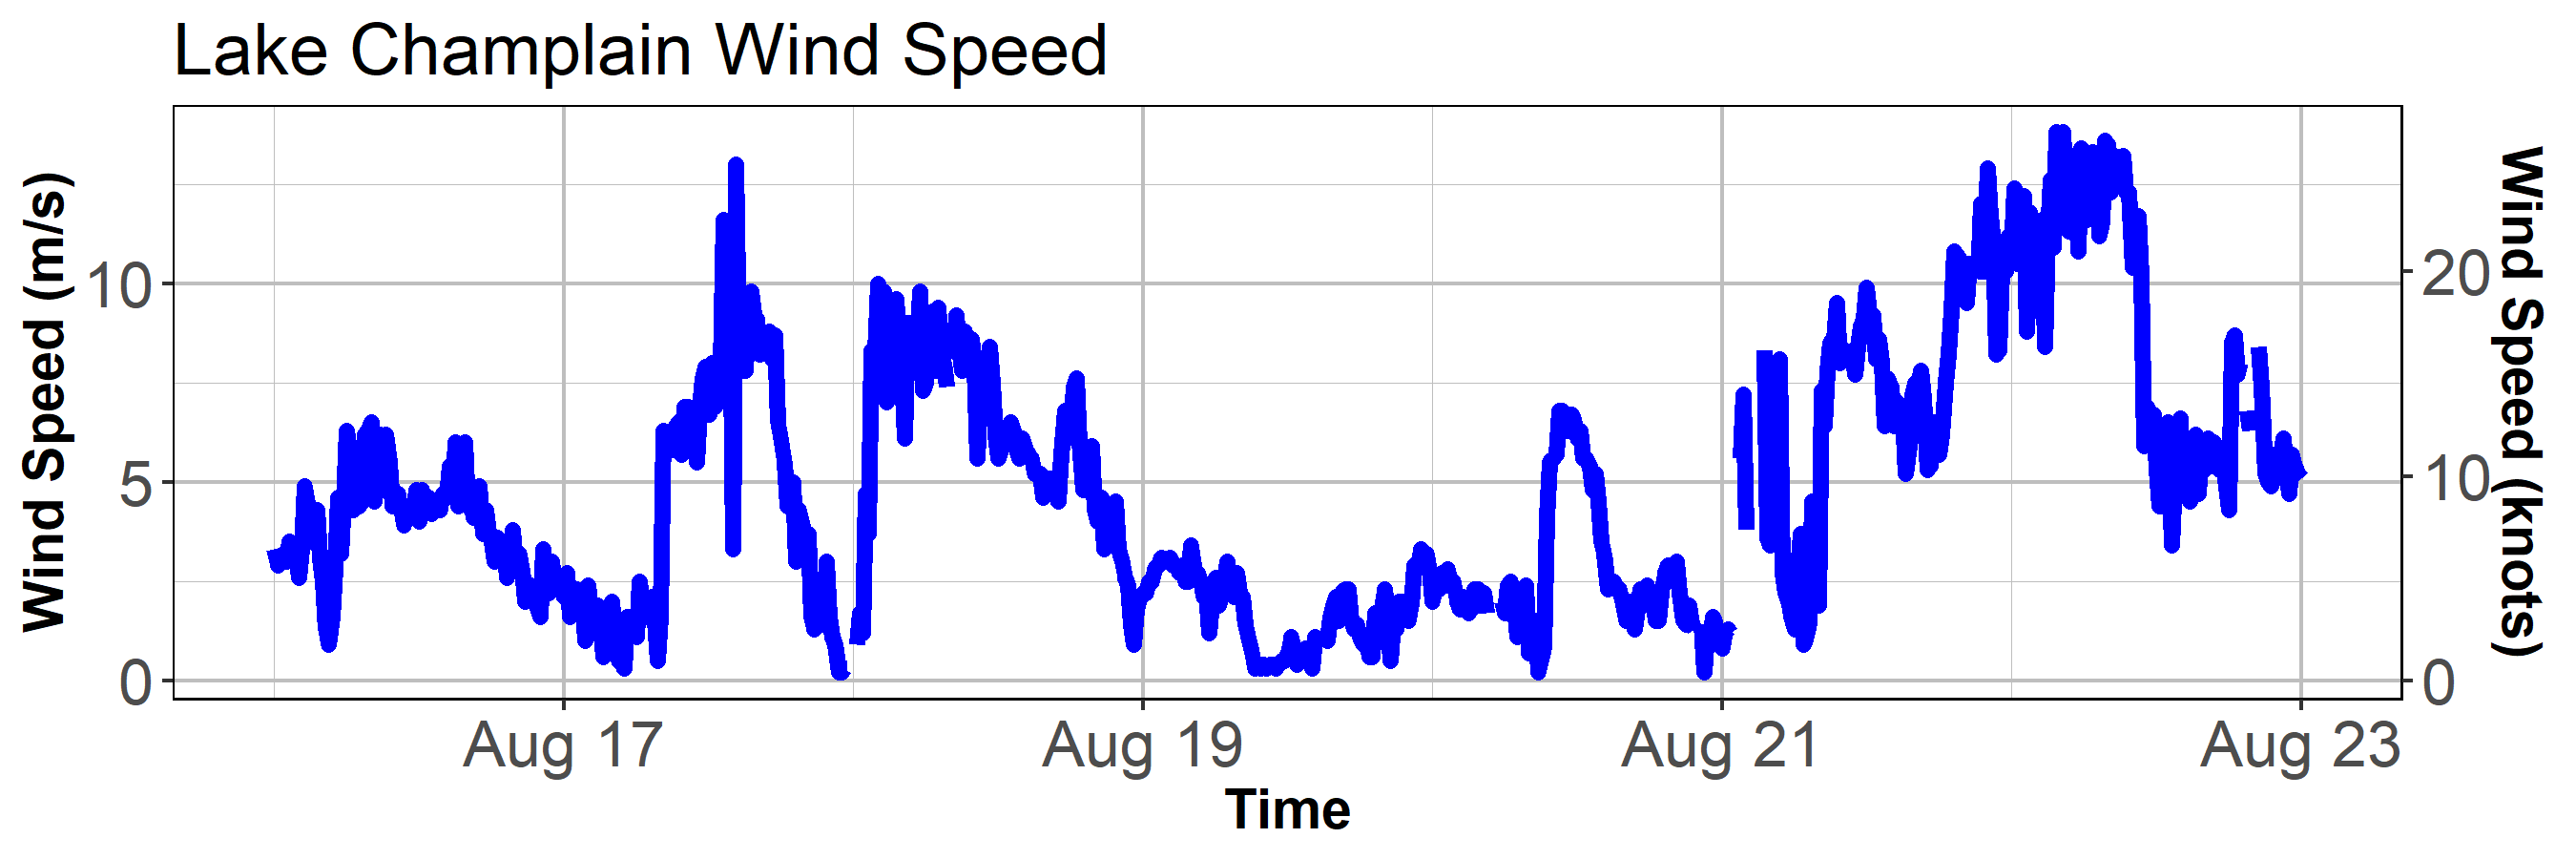 Lake Champlain Wind Speed
Wind Speed (m/s)
10
5
0
20
10
0
Wind Speed (knots)
Aug 17
Aug 19
Aug 21
Aug 23
Time